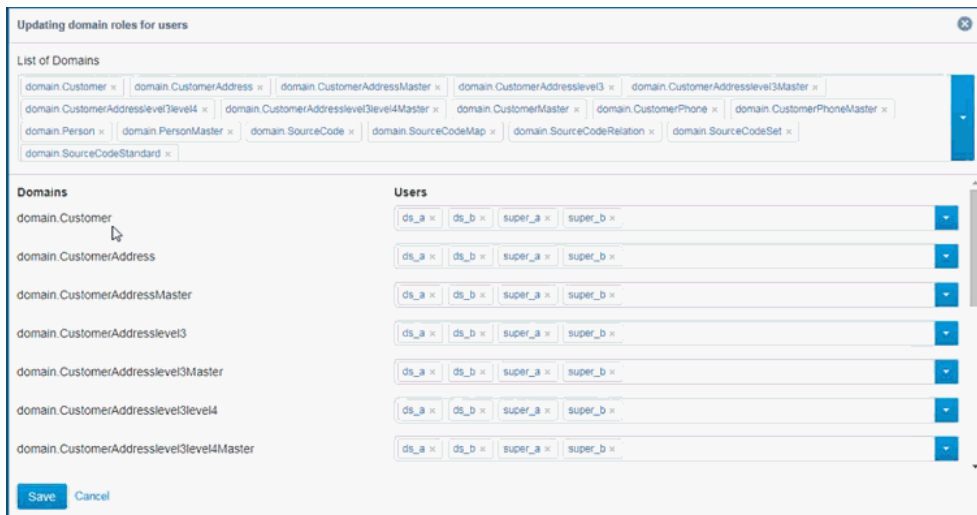 Updating domain roles for users
List of Domains
domain.Customer × domain.CustomerAddress × domain.CustomerAddressMaster × domain.CustomerAddresslevel3 × domain.CustomerAddresslevel3Master ×
domain.CustomerAddresslevel3level4 × domain.CustomerAddresslevel3level4Master × domain.CustomerMaster × domain.CustomerPhone × domain.CustomerPhoneMaster ×
domain.Person × domain.PersonMaster × domain.SourceCode × domain.SourceCodeMap × domain.SourceCodeRelation × domain.SourceCodeSet ×
domain.SourceCodeStandard ×
Domains Users
domain.Customer ds_a × ds_b × super_a × super_b ×
domain.CustomerAddress ds_a × ds_b × super_a × super_b ×
domain.CustomerAddressMaster ds_a × ds_b × super_a × super_b ×
domain.CustomerAddresslevel3 ds_a × ds_b × super_a × super_b ×
domain.CustomerAddresslevel3Master ds_a × ds_b × super_a × super_b ×
domain.CustomerAddresslevel3level4 ds_a × ds_b × super_a × super_b ×
domain.CustomerAddresslevel3level4Master ds_a × ds_b × super_a × super_b ×
Save Cancel